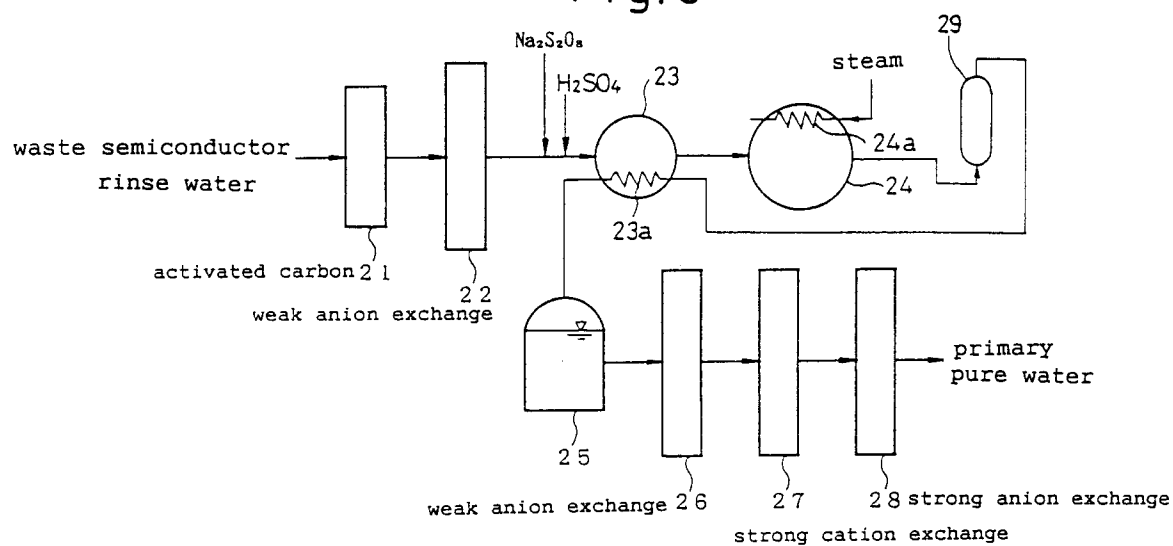 Na₂S₂O₈
H₂SO₄
23
steam
29
waste semiconductor
rinse water
24a
24
23a
activated carbon 21
22
weak anion exchange
primary
pure water
25
weak anion exchange 26
27
28 strong anion exchange
strong cation exchange